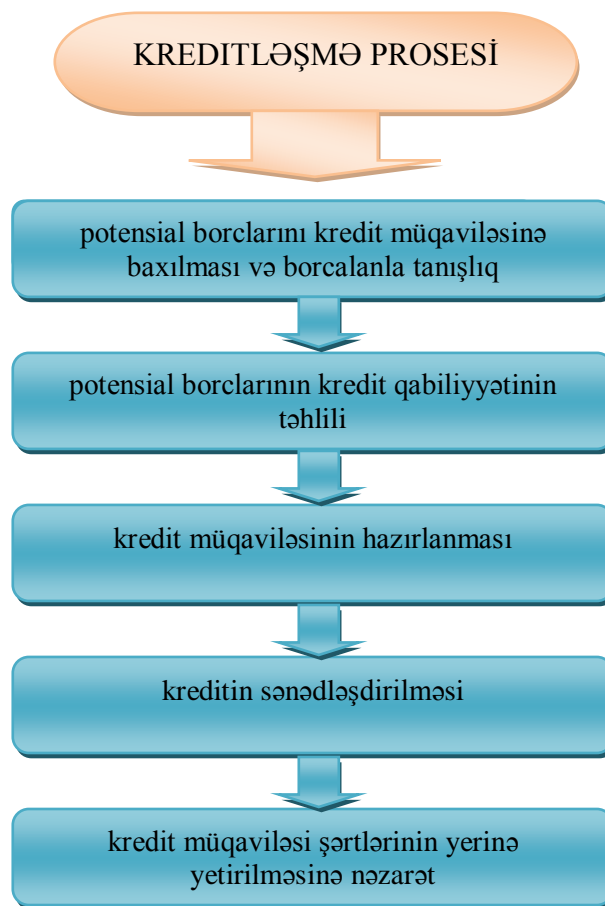 KREDITLƏŞMƏ PROSESİ
potensial borclarını kredit müqaviləsinə
baxılması və borcalanla tanışlıq
potensial borclarının kredit qabiliyyətinin
təhlili
kredit müqaviləsinin hazırlanması
kreditin sənədləşdirilməsi
kredit müqaviləsi şərtlərinin yerinə
yetirilməsinə nəzarət